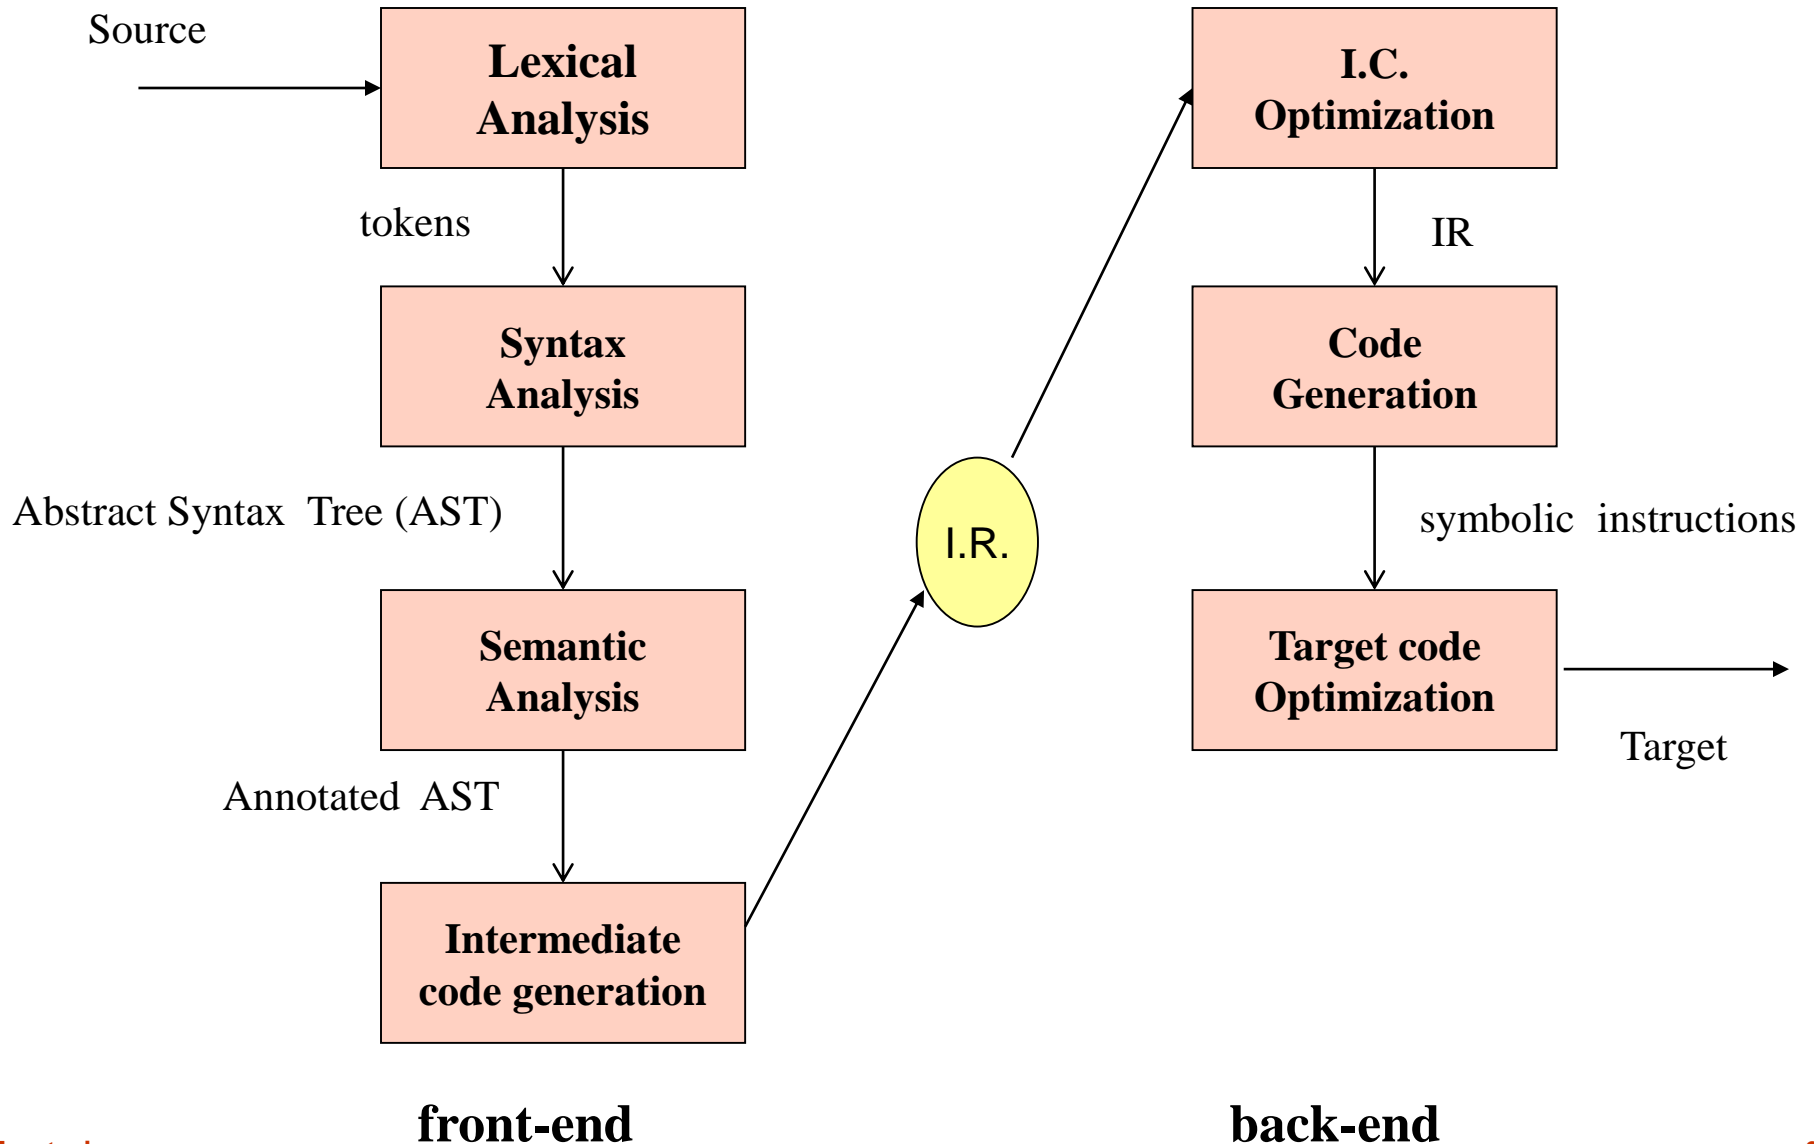 Source
Lexical
Analysis
tokens
Syntax
Analysis
Abstract Syntax Tree (AST)
Semantic
Analysis
Annotated AST
Intermediate
code generation
front-end
I.R.
I.C.
Optimization
IR
Code
Generation
symbolic instructions
Target code
Optimization
Target
back-end